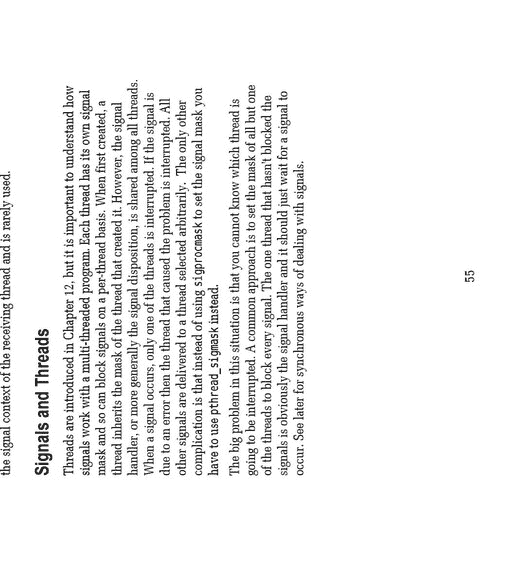 the signal context of the receiving thread and is rarely used.
Signals and Threads
Threads are introduced in Chapter 12, but it is important to understand how
signals work with a multi-threaded program. Each thread has its own signal
mask and so can block signals on a per-thread basis. When first created, a
thread inherits the mask of the thread that created it. However, the signal
handler, or more generally the signal disposition, is shared among all threads.
When a signal occurs, only one of the threads is interrupted. If the signal is
due to an error then the thread that caused the problem is interrupted. All
other signals are delivered to a thread selected arbitrarily. The only other
complication is that instead of using sigprocmask to set the signal mask you
have to use pthread_sigmask instead.
The big problem in this situation is that you cannot know which thread is
going to be interrupted. A common approach is to set the mask of all but one
of the threads to block every signal. The one thread that hasn't blocked the
signals is obviously the signal handler and it should just wait for a signal to
occur. See later for synchronous ways of dealing with signals.
55